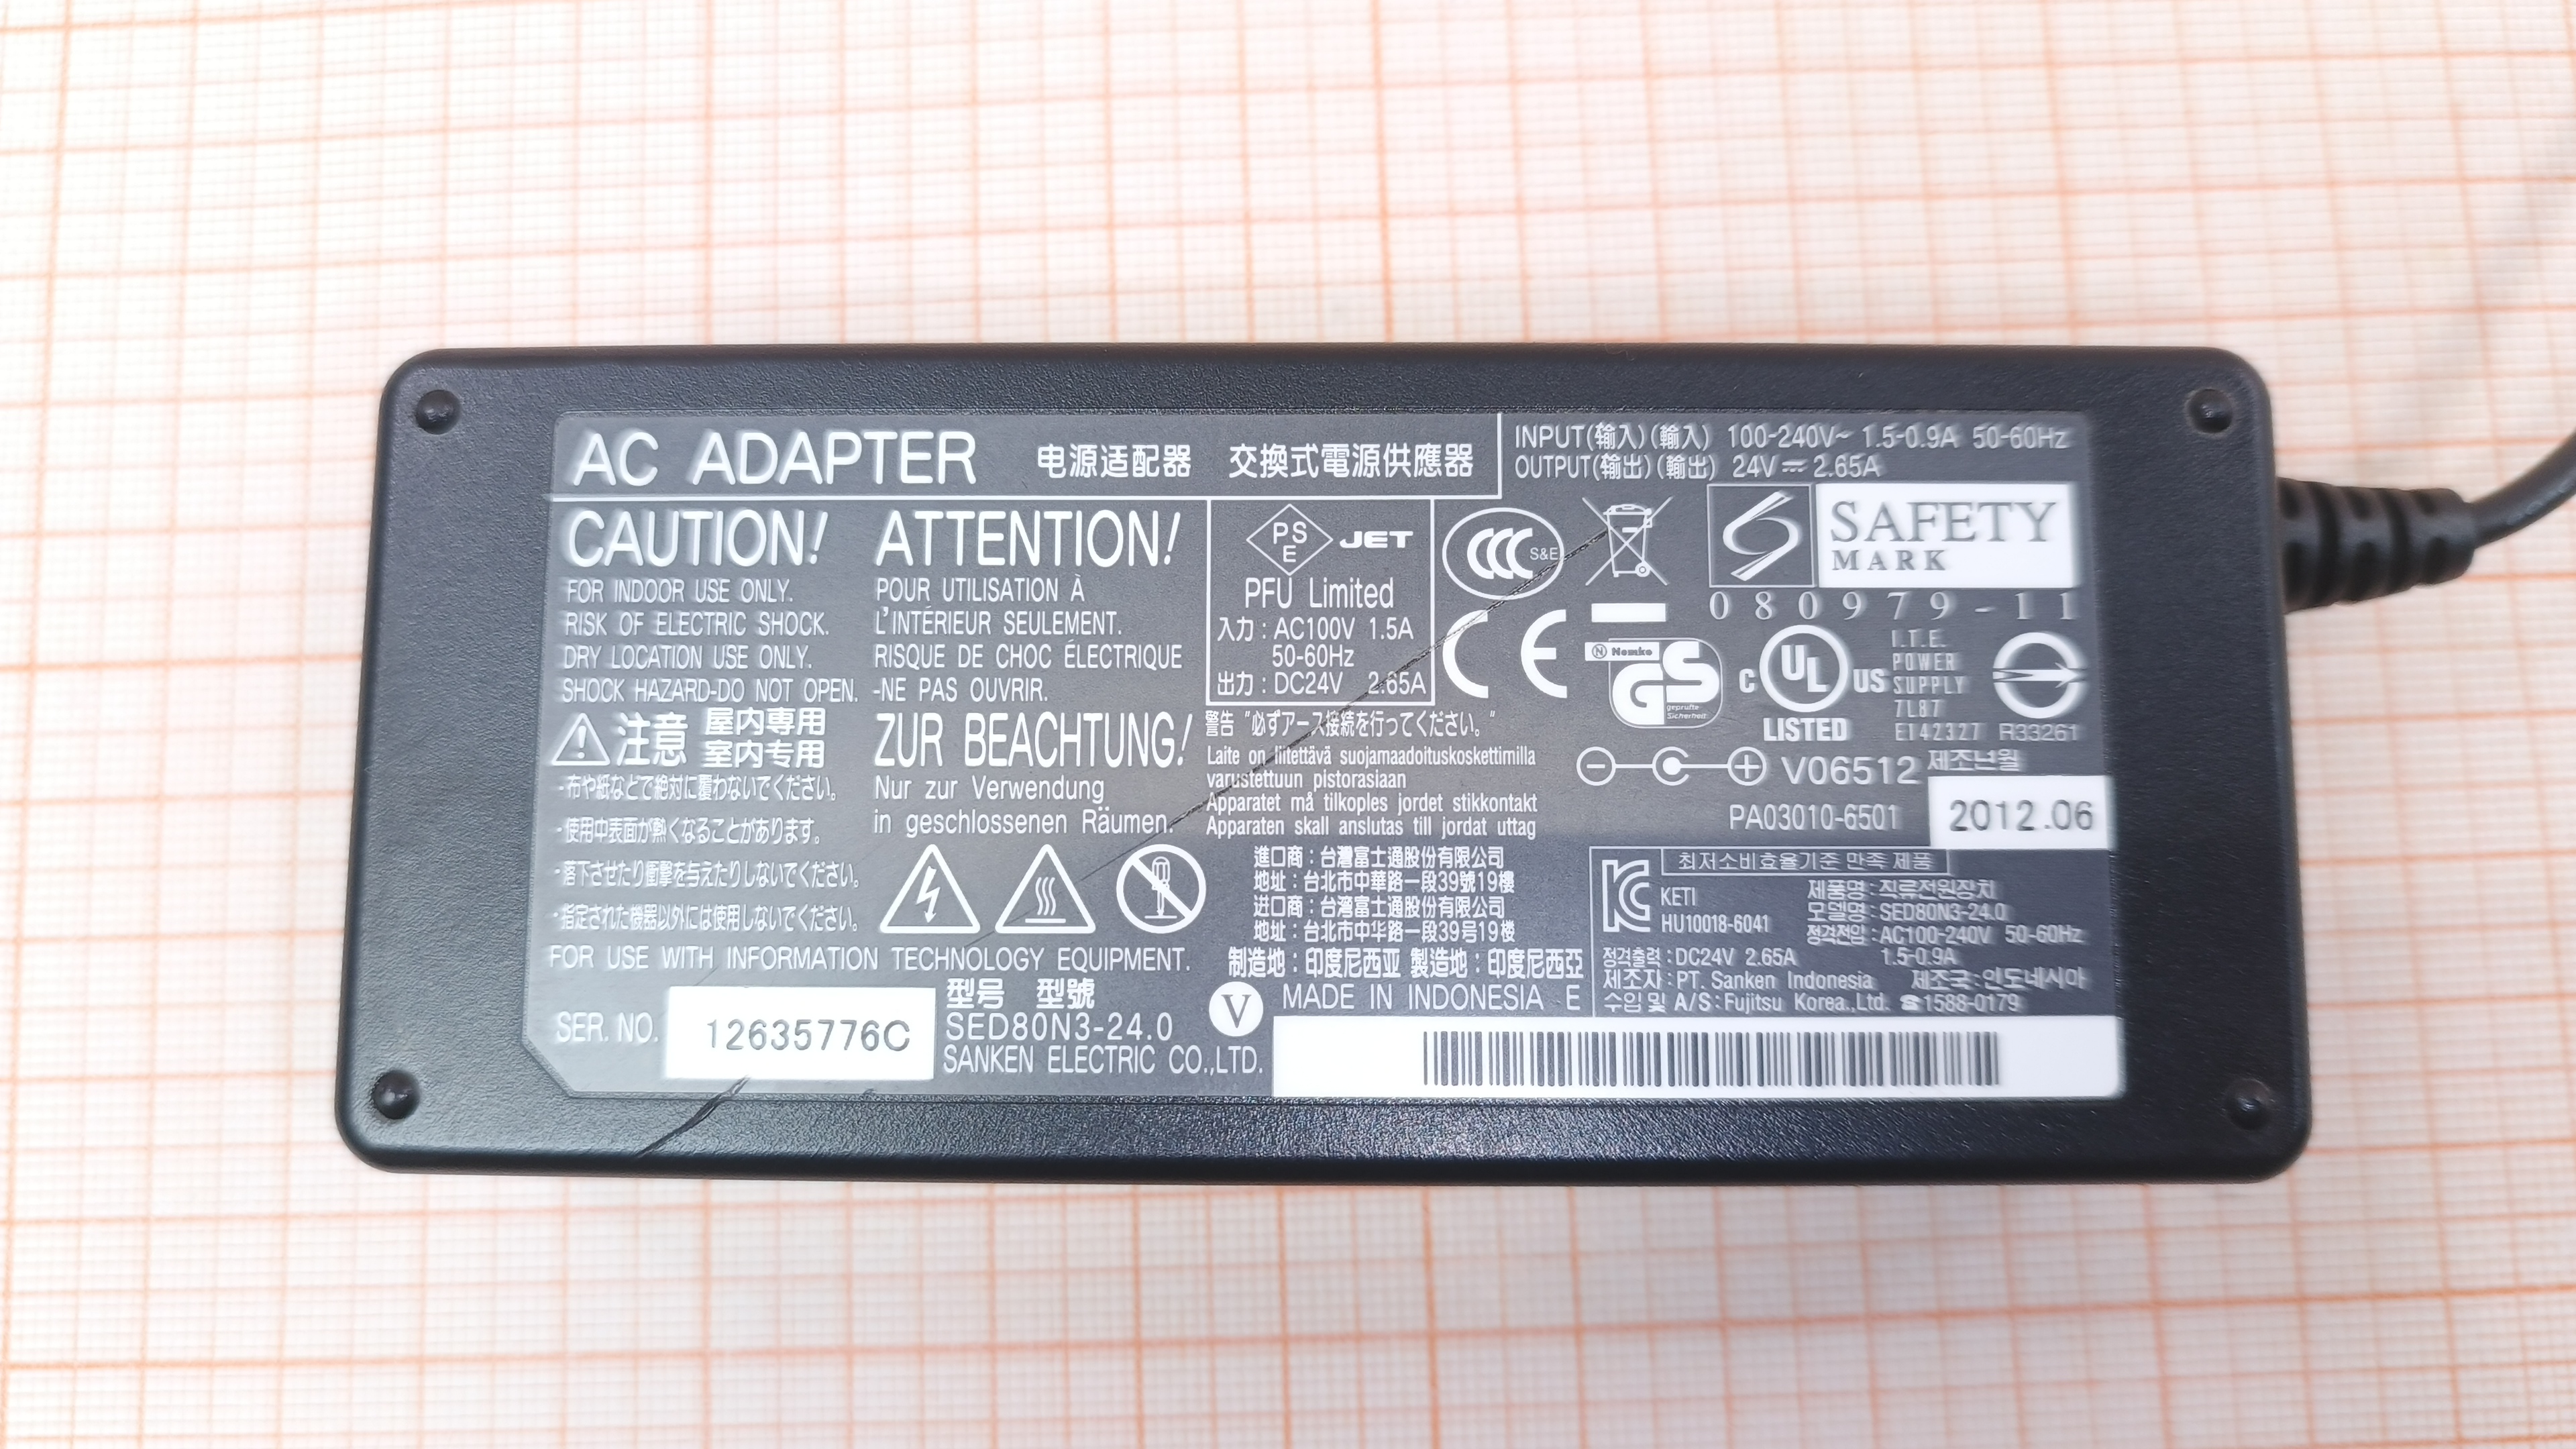 AC ADAPTER 电源适配器 交換式電源供應器
INPUT(输入)(輸入) 100-240V~ 1.5-0.9A 50-60Hz
OUTPUT(输出)(輸出) 24V⎓2.65A
CAUTION!
FOR INDOOR USE ONLY.
RISK OF ELECTRIC SHOCK.
DRY LOCATION USE ONLY.
SHOCK HAZARD-DO NOT OPEN.
注意 屋内専用
室内专用
・布や紙などで絶対に覆わないでください。
・使用中表面が熱くなることがあります。
・落下させたり衝撃を与えたりしないでください。
・指定された機器以外には使用しないでください。
ATTENTION!
POUR UTILISATION À
L'INTÉRIEUR SEULEMENT.
RISQUE DE CHOC ÉLECTRIQUE
-NE PAS OUVRIR.
ZUR BEACHTUNG!
Nur zur Verwendung
in geschlossenen Räumen.
FOR USE WITH INFORMATION TECHNOLOGY EQUIPMENT.
SER. NO. 12635776C
型号 型號
SED80N3-24.0
SANKEN ELECTRIC CO.,LTD.
PS
E
JET
PFU Limited
入力:AC100V 1.5A
50-60Hz
出力:DC24V 2.65A
警告 "必ずアース接続を行ってください。"
Laite on liitettävä suojamaadoituskoskettimilla
varustettuun pistorasiaan
Apparatet må tilkoples jordet stikkontakt
Apparaten skall anslutas till jordat uttag
進口商:台灣富士通股份有限公司
地址:台北市中華路一段39號19樓
进口商:台湾富士通股份有限公司
地址:台北市中华路一段39号19楼
制造地:印度尼西亚 製造地:印度尼西亞
V MADE IN INDONESIA E
CCC S&E
CE
SAFETY
MARK
080979-11
N Nemko
GS
geprüfte
Sicherheit
C UL US
LISTED
I.T.E.
POWER
SUPPLY
7L87
E142327
R33261
V06512
제조년월
PA03010-6501
2012.06
최저소비효율기준 만족 제품
KC
KETI
HU10018-6041
제품명:직류전원장치
모델명:SED80N3-24.0
정격전압:AC100-240V 50-60Hz
1.5-0.9A
정격출력:DC24V 2.65A
제조자:PT. Sanken Indonesia 제조국:인도네시아
수입 및 A/S:Fujitsu Korea.,Ltd. ☎1588-0179